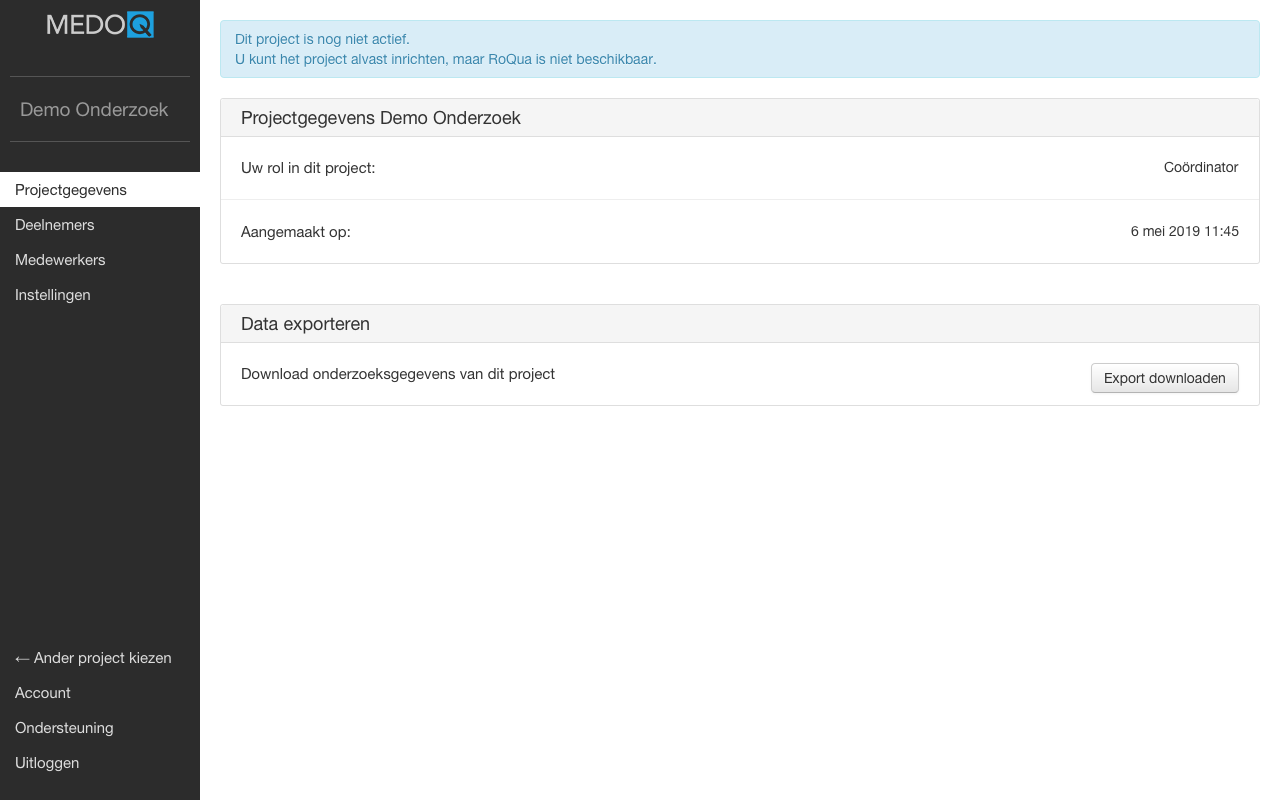 MEDOQ
Demo Onderzoek
Projectgegevens
Deelnemers
Medewerkers
Instellingen
← Ander project kiezen
Account
Ondersteuning
Uitloggen
Dit project is nog niet actief.
U kunt het project alvast inrichten, maar RoQua is niet beschikbaar.
Projectgegevens Demo Onderzoek
Uw rol in dit project: Coördinator
Aangemaakt op: 6 mei 2019 11:45
Data exporteren
Download onderzoeksgegevens van dit project Export downloaden